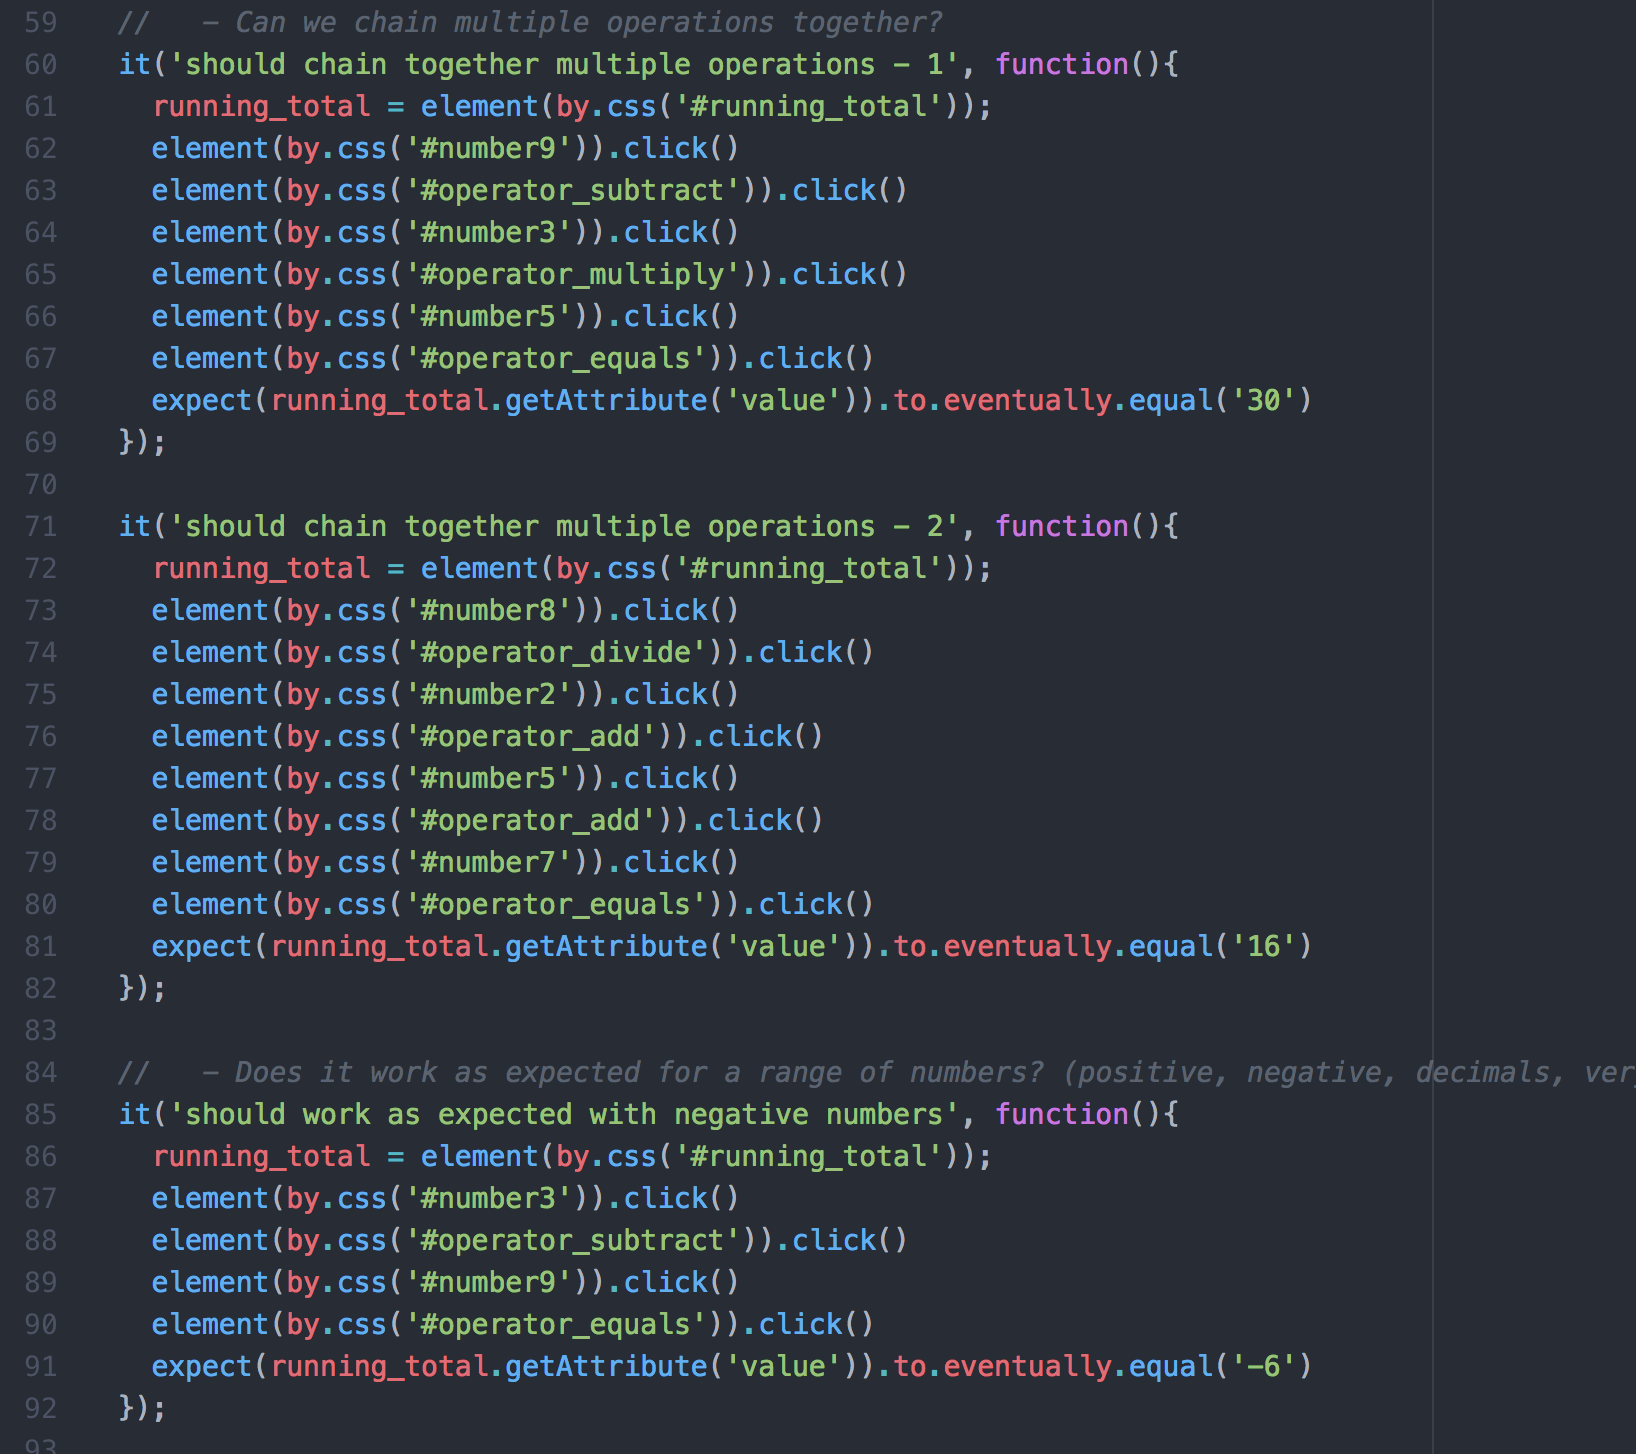 59 // – Can we chain multiple operations together?
60 it('should chain together multiple operations – 1', function(){
61 running_total = element(by.css('#running_total'));
62 element(by.css('#number9')).click()
63 element(by.css('#operator_subtract')).click()
64 element(by.css('#number3')).click()
65 element(by.css('#operator_multiply')).click()
66 element(by.css('#number5')).click()
67 element(by.css('#operator_equals')).click()
68 expect(running_total.getAttribute('value')).to.eventually.equal('30')
69 });
70
71 it('should chain together multiple operations – 2', function(){
72 running_total = element(by.css('#running_total'));
73 element(by.css('#number8')).click()
74 element(by.css('#operator_divide')).click()
75 element(by.css('#number2')).click()
76 element(by.css('#operator_add')).click()
77 element(by.css('#number5')).click()
78 element(by.css('#operator_add')).click()
79 element(by.css('#number7')).click()
80 element(by.css('#operator_equals')).click()
81 expect(running_total.getAttribute('value')).to.eventually.equal('16')
82 });
83
84 // – Does it work as expected for a range of numbers? (positive, negative, decimals,
85 it('should work as expected with negative numbers', function(){
86 running_total = element(by.css('#running_total'));
87 element(by.css('#number3')).click()
88 element(by.css('#operator_subtract')).click()
89 element(by.css('#number9')).click()
90 element(by.css('#operator_equals')).click()
91 expect(running_total.getAttribute('value')).to.eventually.equal('–6')
92 });
93